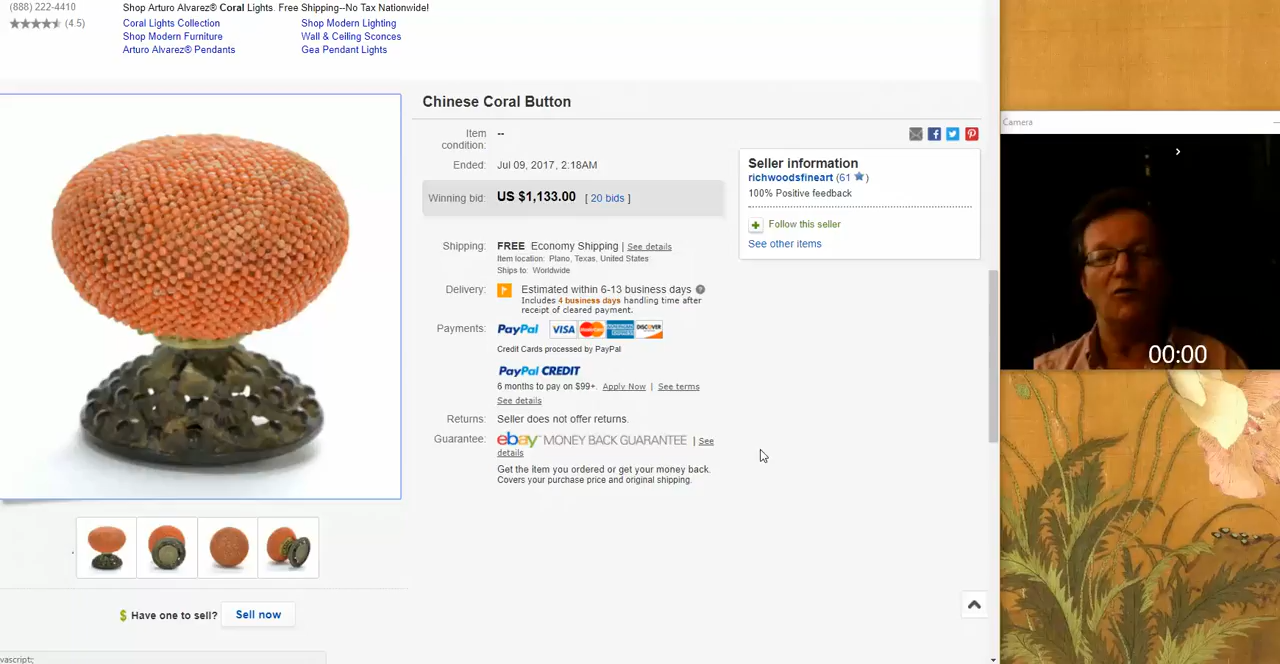 (888) 222-4410
(4.5)
Shop Arturo Alvarez® Coral Lights. Free Shipping--No Tax Nationwide!
Coral Lights Collection
Shop Modern Furniture
Arturo Alvarez® Pendants
Shop Modern Lighting
Wall & Ceiling Sconces
Gea Pendant Lights
Chinese Coral Button
Item condition: --
Ended: Jul 09, 2017, 2:18AM
Winning bid: US $1,133.00 [ 20 bids ]
Shipping: FREE Economy Shipping | See details
Item location: Plano, Texas, United States
Ships to: Worldwide
Delivery: Estimated within 6-13 business days
Includes 4 business days handling time after
receipt of cleared payment.
Payments: PayPal VISA MasterCard AMERICAN EXPRESS DISCOVER
Credit Cards processed by PayPal
PayPal CREDIT
6 months to pay on $99+. Apply Now | See terms
See details
Returns: Seller does not offer returns.
Guarantee: ebay MONEY BACK GUARANTEE | See
details
Get the item you ordered or get your money back.
Covers your purchase price and original shipping.
Seller information
richwoodsfineart (61)
100% Positive feedback
Follow this seller
See other items
$ Have one to sell? Sell now
vascript:;
Camera
00:00